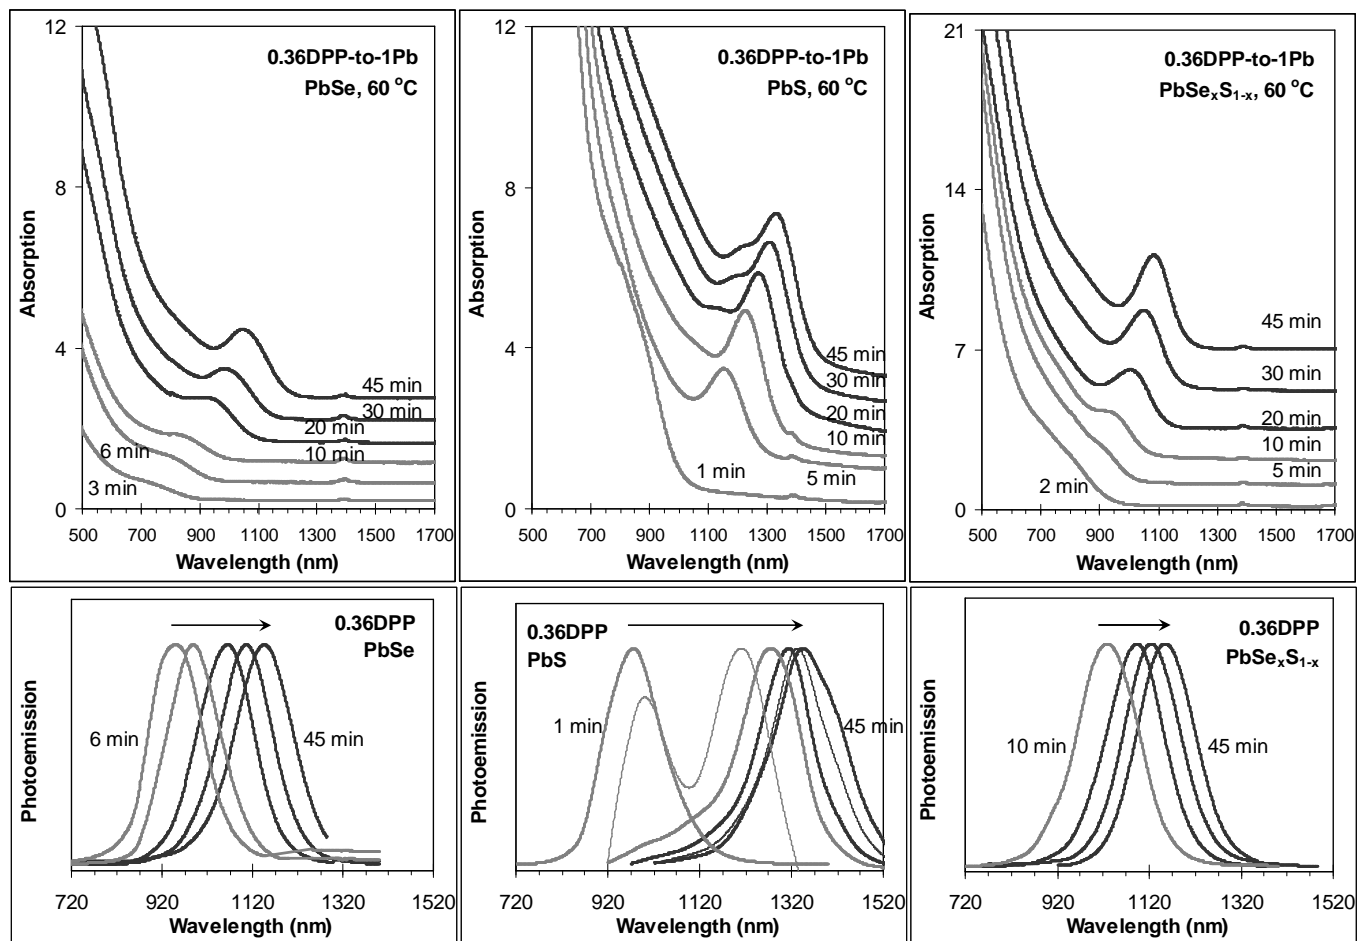 12
8
4
0
Absorption
0.36DPP-to-1Pb
PbSe, 60 °C
45 min
30 min
20 min
10 min
6 min
3 min
500 700 900 1100 1300 1500 1700
Wavelength (nm)
12
8
4
0
Absorption
0.36DPP-to-1Pb
PbS, 60 °C
45 min
30 min
20 min
10 min
5 min
1 min
500 700 900 1100 1300 1500 1700
Wavelength (nm)
21
14
7
0
Absorption
0.36DPP-to-1Pb
PbSeₓS₁₋ₓ, 60 °C
45 min
30 min
20 min
10 min
5 min
2 min
500 700 900 1100 1300 1500 1700
Wavelength (nm)
Photoemission
0.36DPP
PbSe
6 min
45 min
720 920 1120 1320 1520
Wavelength (nm)
Photoemission
0.36DPP
PbS
1 min
45 min
720 920 1120 1320 1520
Wavelength (nm)
Photoemission
0.36DPP
PbSeₓS₁₋ₓ
10 min
45 min
720 920 1120 1320 1520
Wavelength (nm)